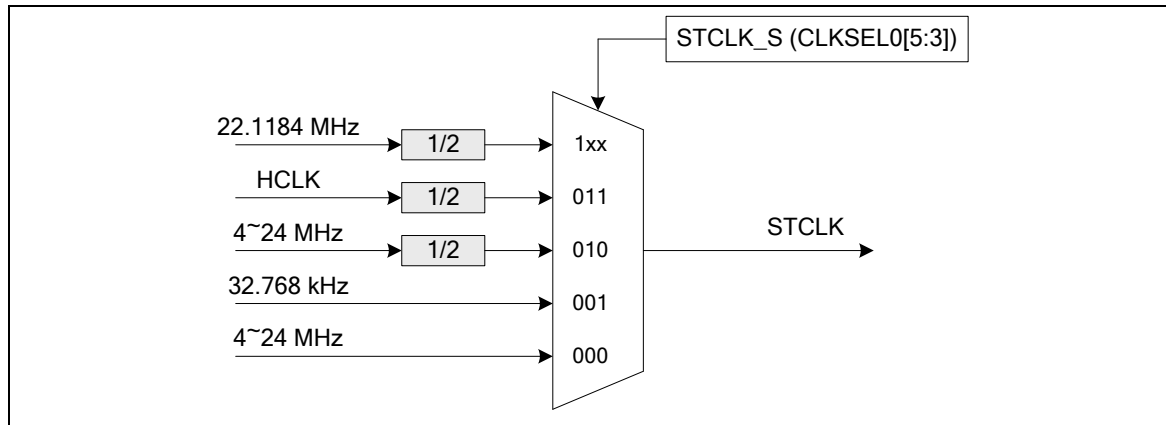 STCLK_S (CLKSEL0[5:3])
22.1184 MHz
1/2
1xx
HCLK
1/2
011
4~24 MHz
1/2
010
STCLK
32.768 kHz
001
4~24 MHz
000